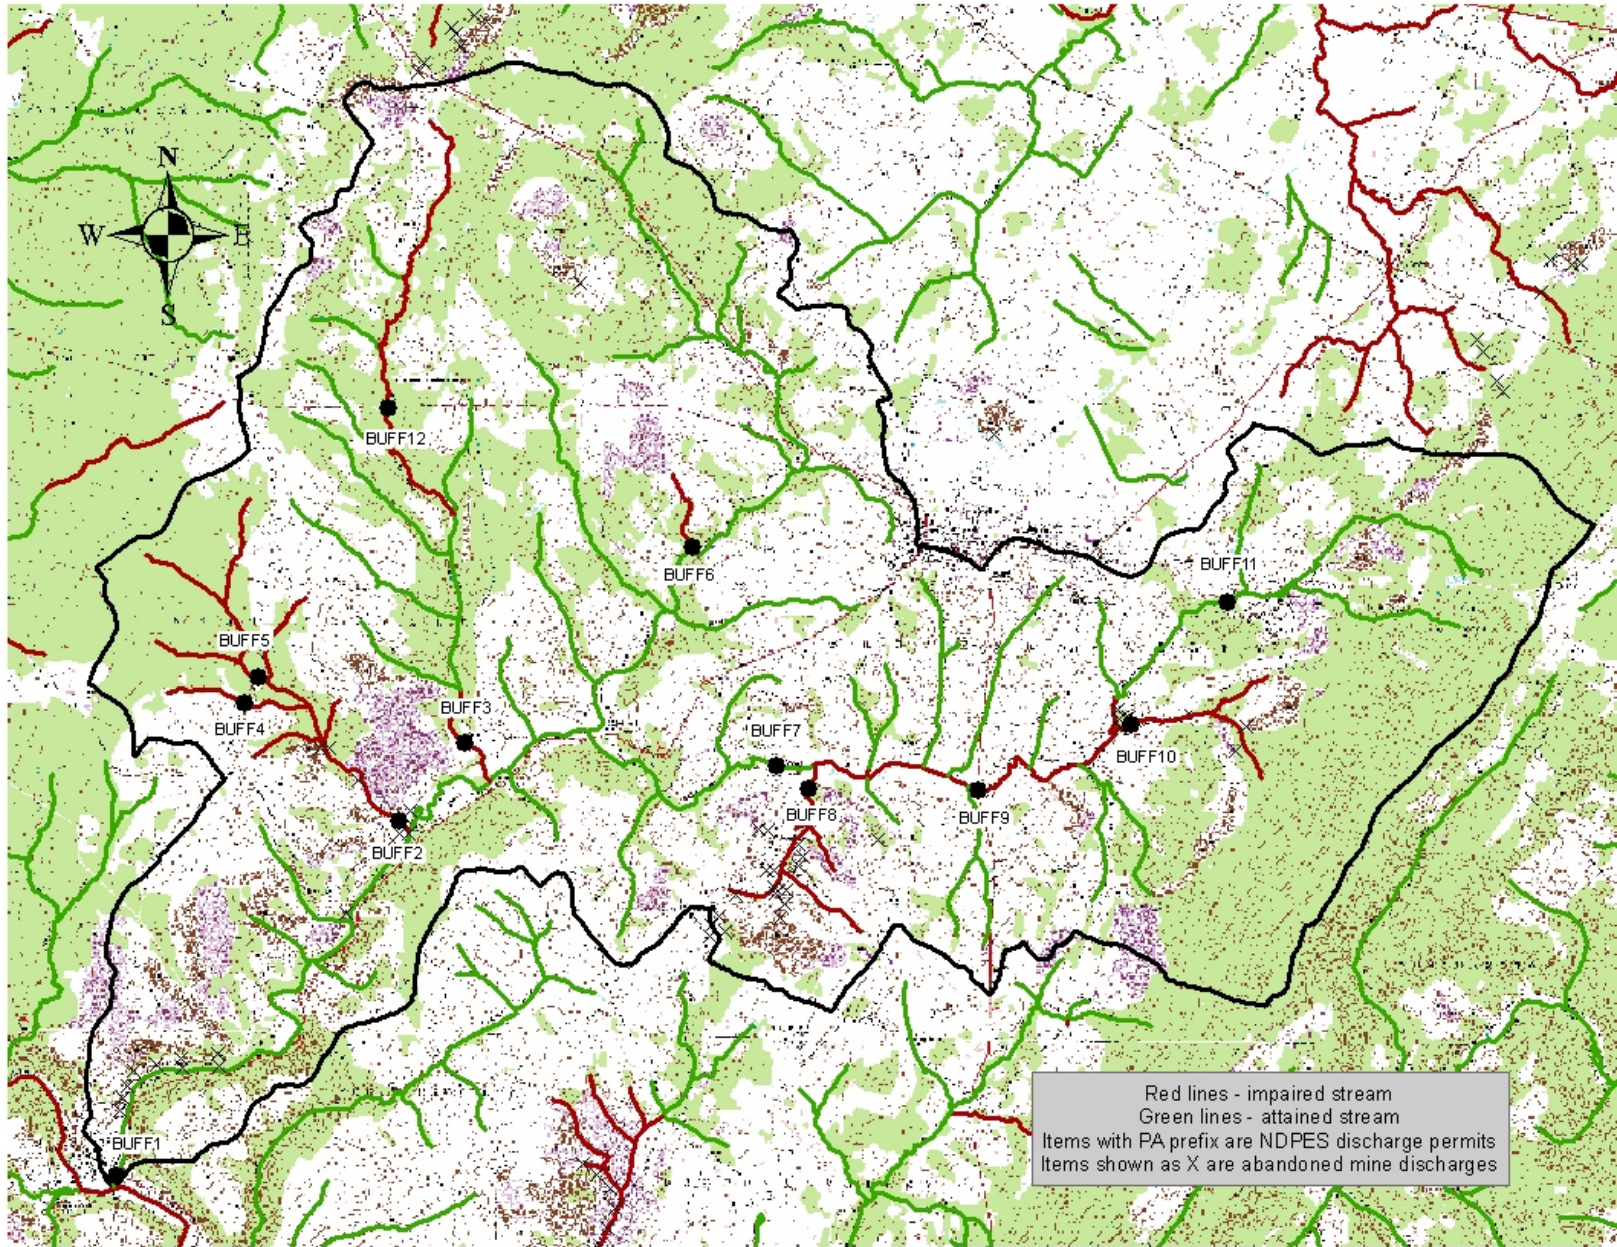 N
W E
S
BUFF12
BUFF6
BUFF11
BUFF5
BUFF4
BUFF3
BUFF7
BUFF10
BUFF8
BUFF9
BUFF2
BUFF1
Red lines - impaired stream
Green lines - attained stream
Items with PA prefix are NDPES discharge permits
Items shown as X are abandoned mine discharges